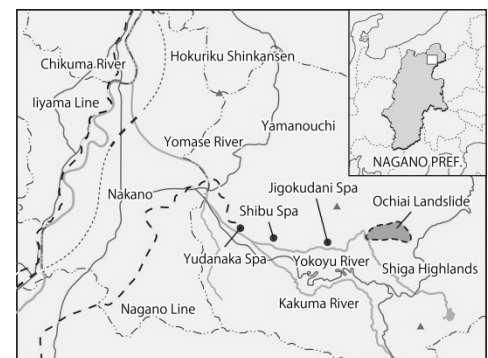 Hokuriku Shinkansen
Chikuma River
Iiyama Line
Yamanouchi
Yomase River
NAGANO PREF.
Nakano
Jigokudani Spa
Ochiai Landslide
Shibu Spa
Yudanaka Spa
Yokoyu River
Shiga Highlands
Nagano Line
Kakuma River